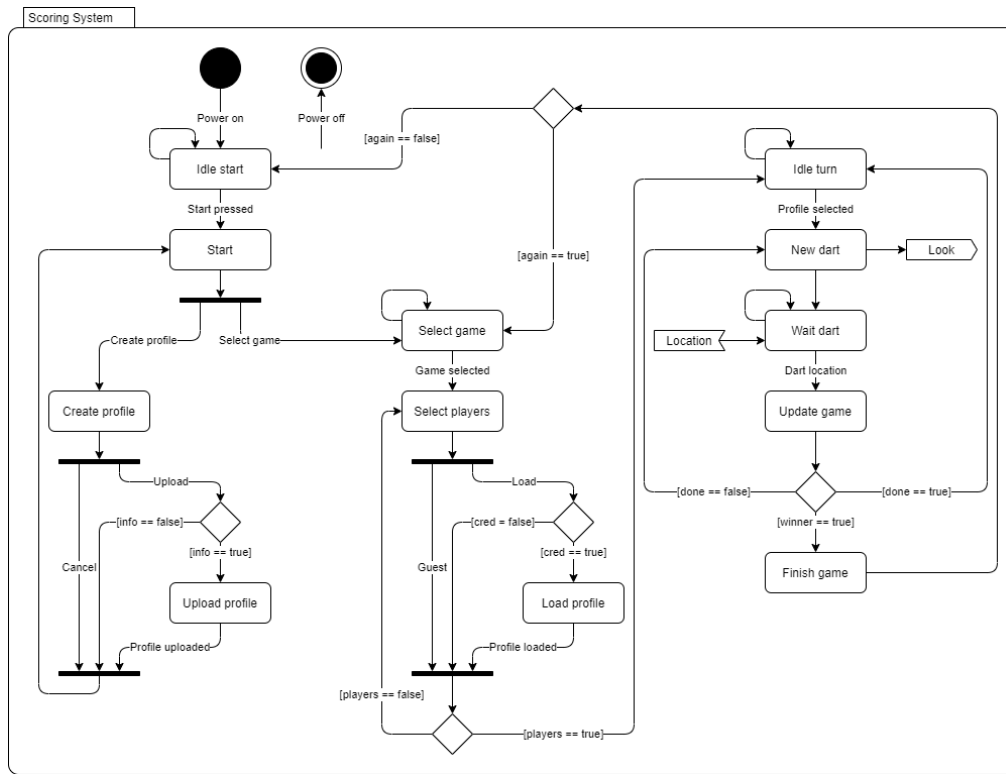 Scoring System
Power on
Power off
[again == false]
Idle start
Idle turn
Start pressed
Profile selected
Start
New dart
Look
[again == true]
Select game
Wait dart
Create profile
Select game
Location
Game selected
Dart location
Create profile
Select players
Update game
Upload
Load
[done == false]
[done == true]
[info == false]
[cred = false]
[winner == true]
[info == true]
[cred == true]
Cancel
Guest
Finish game
Upload profile
Load profile
Profile uploaded
Profile loaded
[players == false]
[players == true]